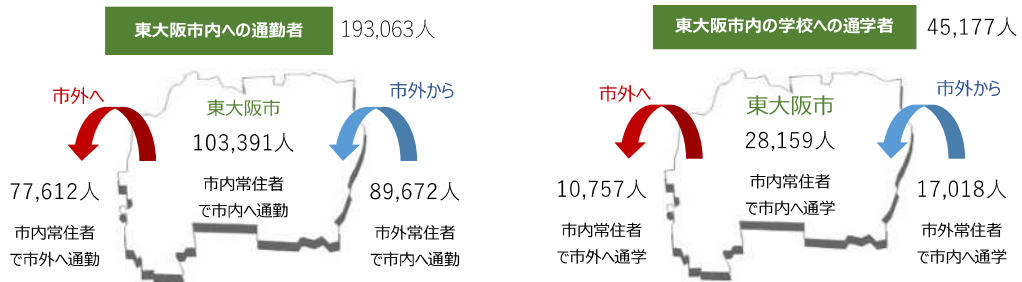 東大阪市内への通勤者
193,063人
市外へ
市外から
東大阪市
103,391人
77,612人
市内常住者
で市外へ通勤
市内常住者
で市内へ通勤
89,672人
市外常住者
で市内へ通勤
東大阪市内の学校への通学者
45,177人
市外へ
市外から
東大阪市
28,159人
10,757人
市内常住者
で市外へ通学
市内常住者
で市内へ通学
17,018人
市外常住者
で市内へ通学